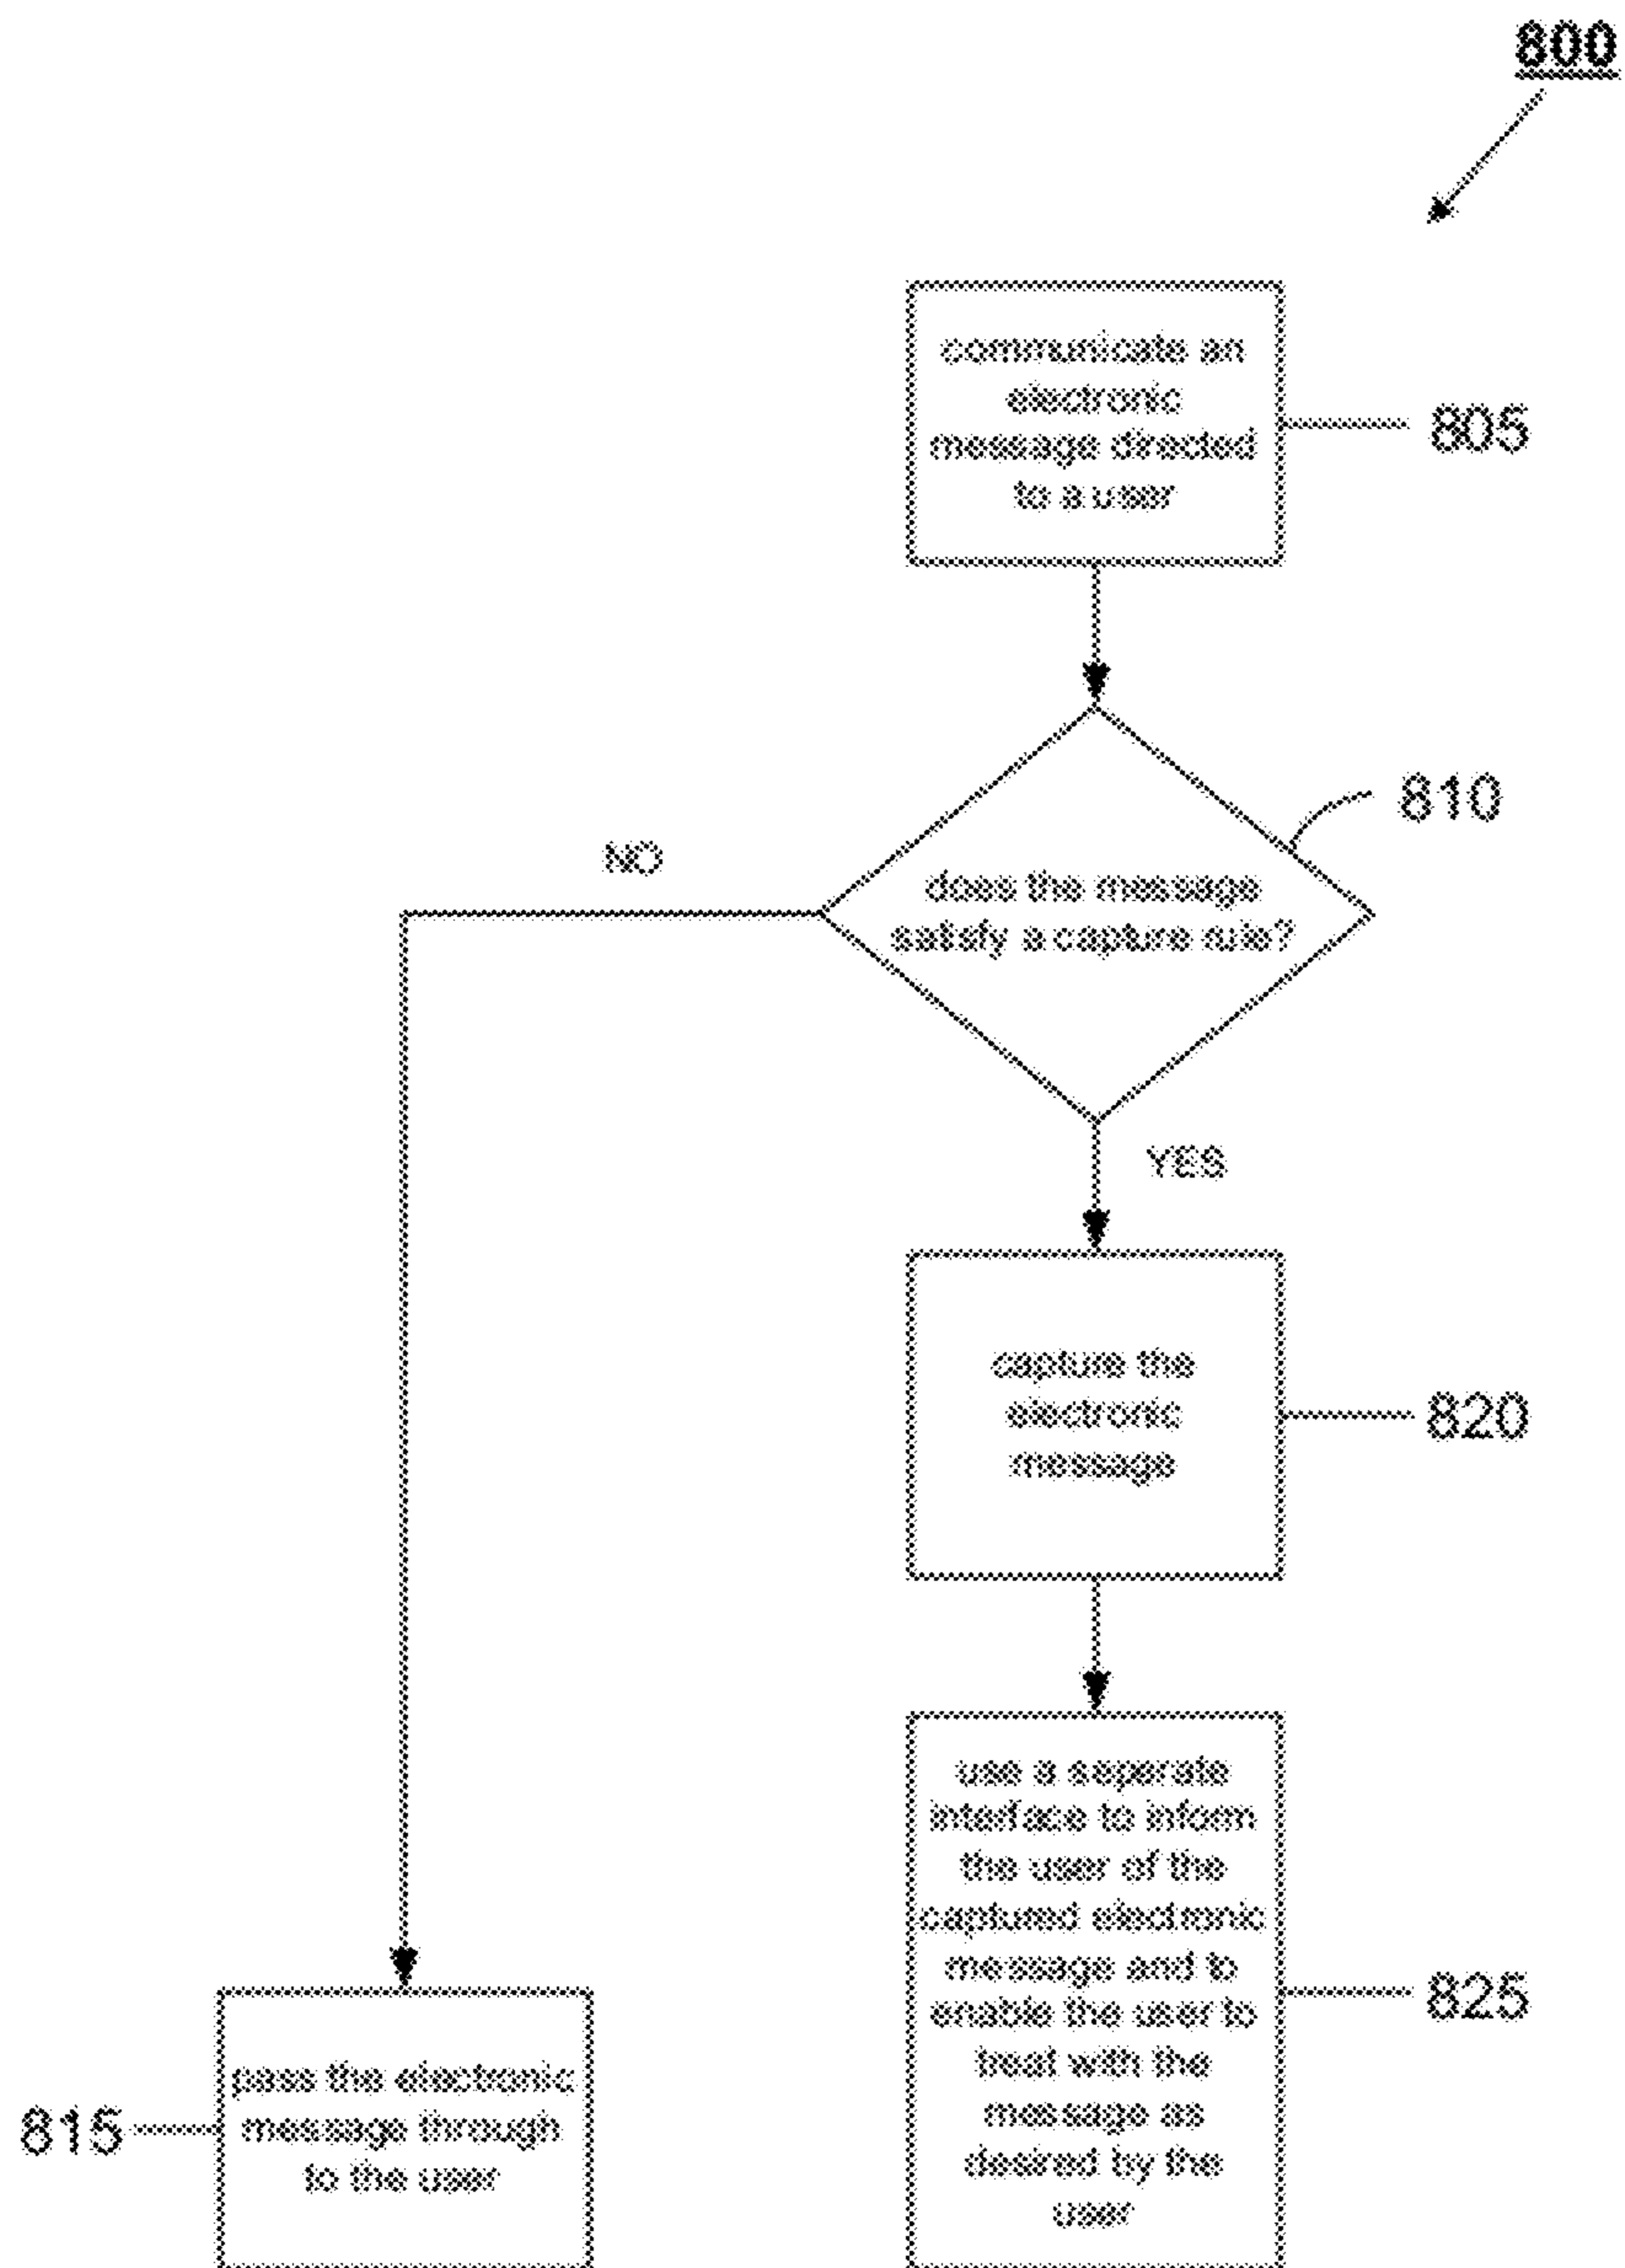 800
communicate an
electronic
message directed
to a user
805
810
NO
does the message
satisfy a capture rule?
YES
capture the
electronic
message
820
use a seperate
interface to inform
the user of the
captured electronic
message and to
enable the user to
treat with the
message as
desired by the
user
825
pass the electronic
message through
to the user
815